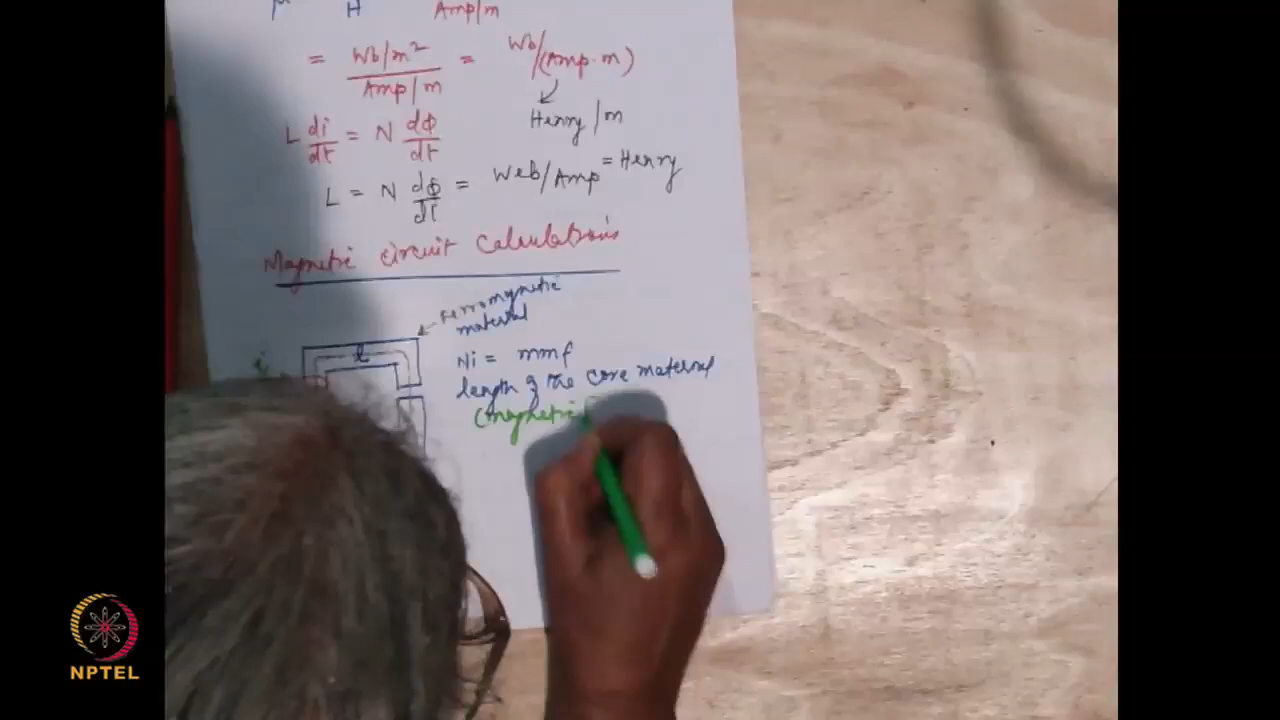 μ H Amp/m
= Wb/m² / Amp/m = Wb/(Amp·m)
Henry/m
L di/dt = N dφ/dt
L = N dφ/dI = Web/Amp = Henry
Magnetic circuit Calculations
Ferromagnetic
material
l
i
Ni = mmf
length of the core material
(magnetic
NPTEL